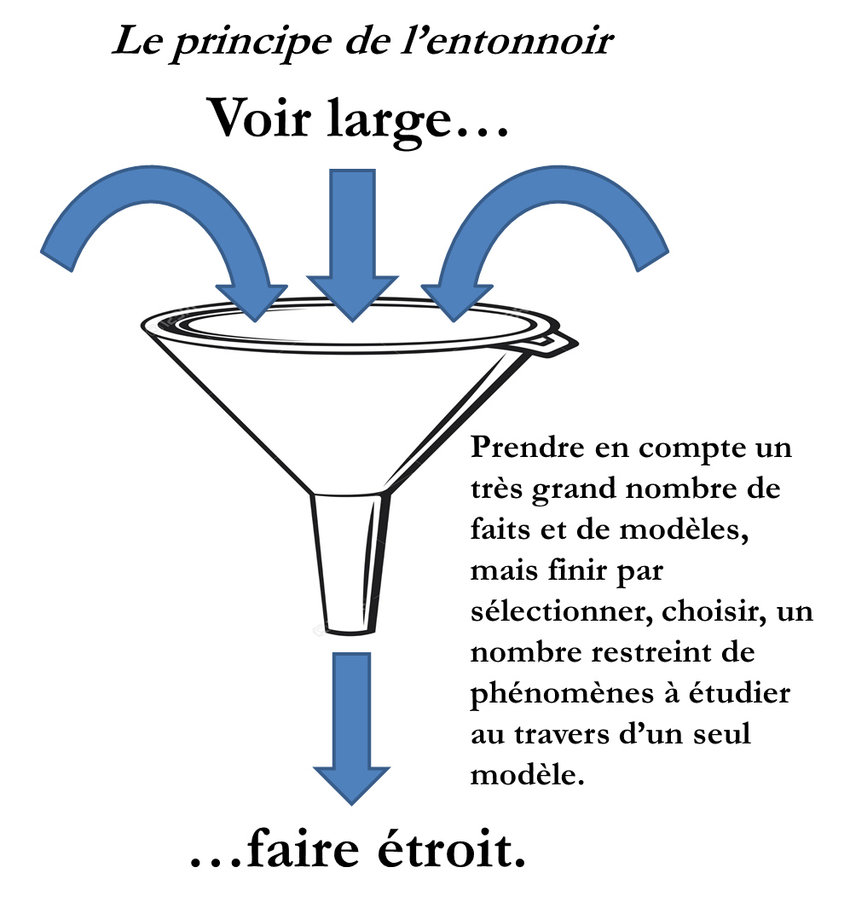 Le principe de l’entonnoir
Voir large…
Prendre en compte un
très grand nombre de
faits et de modèles,
mais finir par
sélectionner, choisir, un
nombre restreint de
phénomènes à étudier
au travers d’un seul
modèle.
…faire étroit.